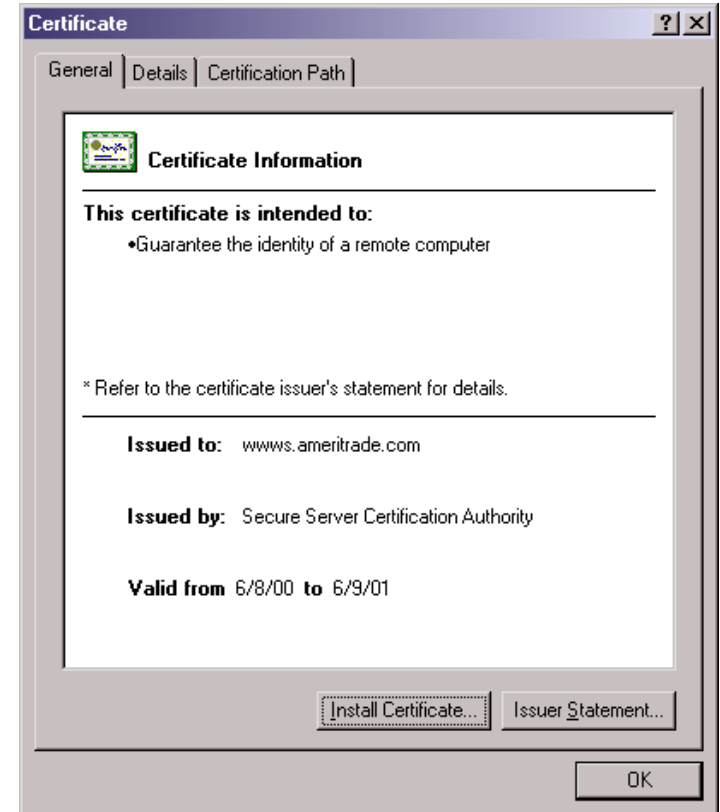 Certificate
General Details Certification Path
Certificate Information
This certificate is intended to:
•Guarantee the identity of a remote computer
* Refer to the certificate issuer's statement for details.
Issued to: wwws.ameritrade.com
Issued by: Secure Server Certification Authority
Valid from 6/8/00 to 6/9/01
Install Certificate... Issuer Statement...
OK